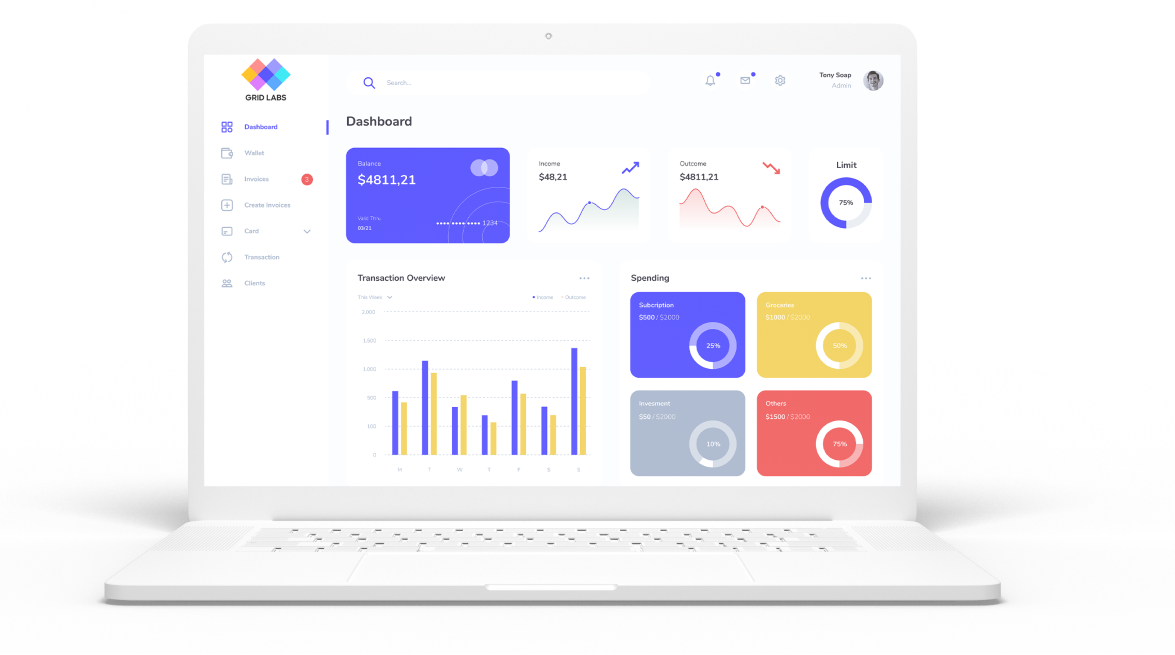 GRID LABS
Dashboard
Wallet
Invoices
2
Create Invoices
Card
Transaction
Clients
Search...
Tony Soap
Admin
Dashboard
Balance
$4811,21
Valid Thru
03/21
1234
Income
$48,21
Outcome
$4811,21
Limit
75%
Transaction Overview
This Week
Income
Outcome
2,000
1,500
1,000
500
100
0
M T W T F S S
Spending
Subcription
$500 / $2000
25%
Groceries
$1000 / $2000
50%
Invesment
$50 / $2000
10%
Others
$1500 / $2000
75%